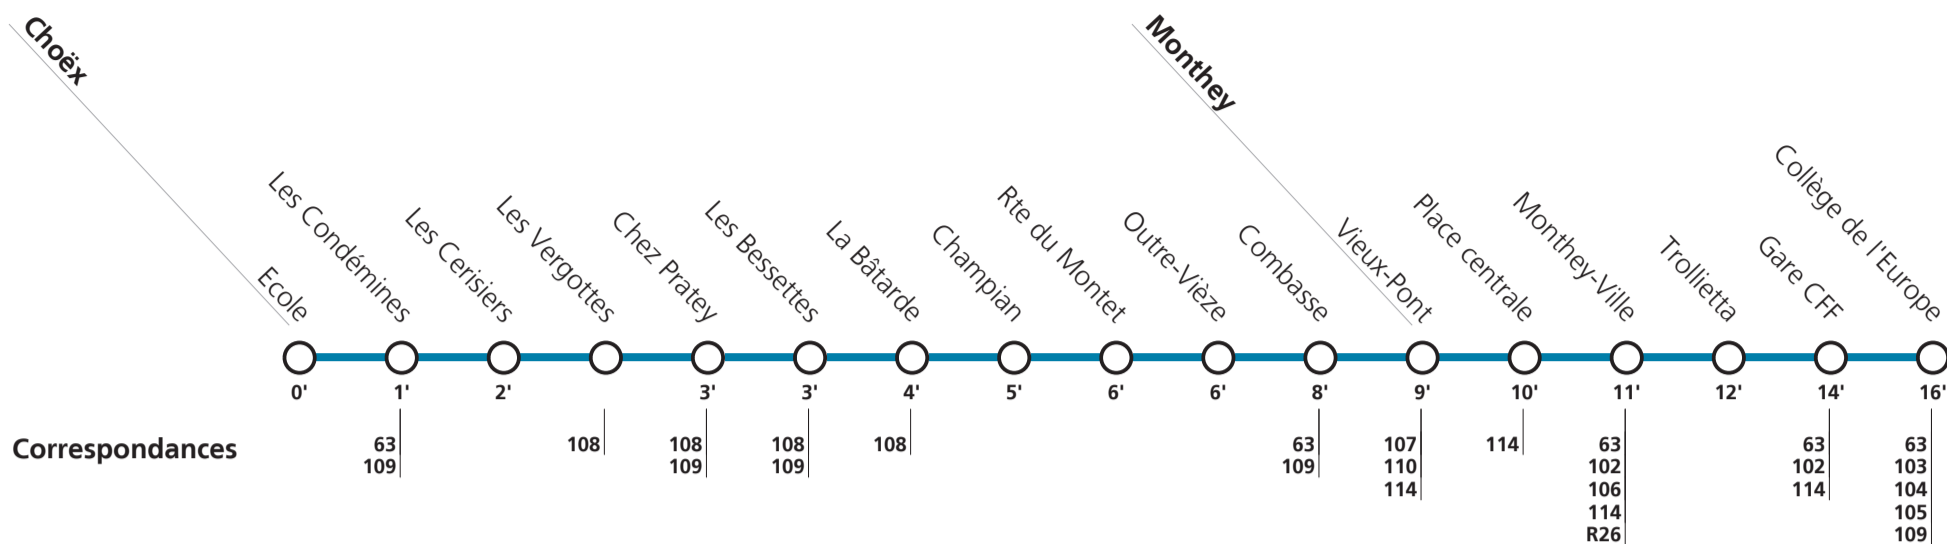 Choëx
Monthey
Ecole
Les Condémines
Les Cerisiers
Les Vergottes
Chez Pratey
Les Bessettes
La Bâtarde
Champian
Rte du Montet
Outre-Vièze
Combasse
Vieux-Pont
Place centrale
Monthey-Ville
Trollietta
Gare CFF
Collège de l'Europe
0' 1' 2' 3' 3' 4' 5' 6' 6' 8' 9' 10' 11' 12' 14' 16'
Correspondances
63 108 108 108 108 63 107 114 63 63 63
109 109 109 109 110 102 102 103
114 106 114 104
114 105
R26 109